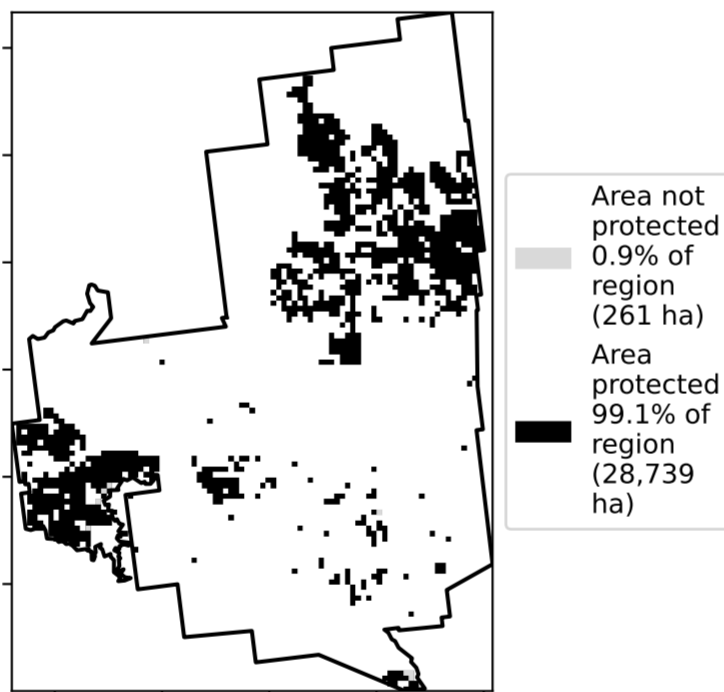 Area not
protected
0.9% of
region
(261 ha)
Area
protected
99.1% of
region
(28,739
ha)